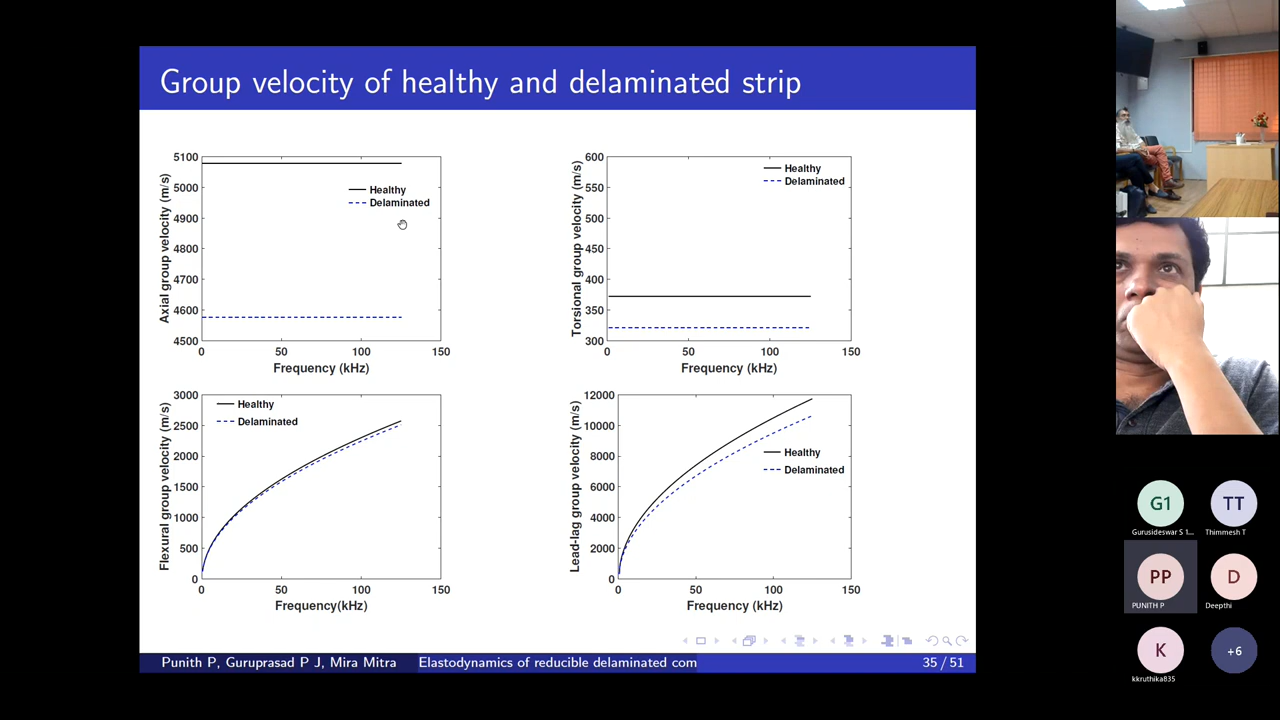 Group velocity of healthy and delaminated strip
5100
5000
4900
4800
4700
4600
4500
Axial group velocity (m/s)
Healthy
Delaminated
0 50 100 150
Frequency (kHz)
600
550
500
450
400
350
300
Torsional group velocity (m/s)
Healthy
Delaminated
0 50 100 150
Frequency (kHz)
3000
2500
2000
1500
1000
500
0
Flexural group velocity (m/s)
Healthy
Delaminated
0 50 100 150
Frequency(kHz)
12000
10000
8000
6000
4000
2000
0
Lead-lag group velocity (m/s)
Healthy
Delaminated
0 50 100 150
Frequency (kHz)
Punith P, Guruprasad P J, Mira Mitra Elastodynamics of reducible delaminated com 35 / 51
G1 TT
Gurusideswar S 1... Thimmesh T
PP D
PUNITH P Deepthi
K +6
kkruthika835